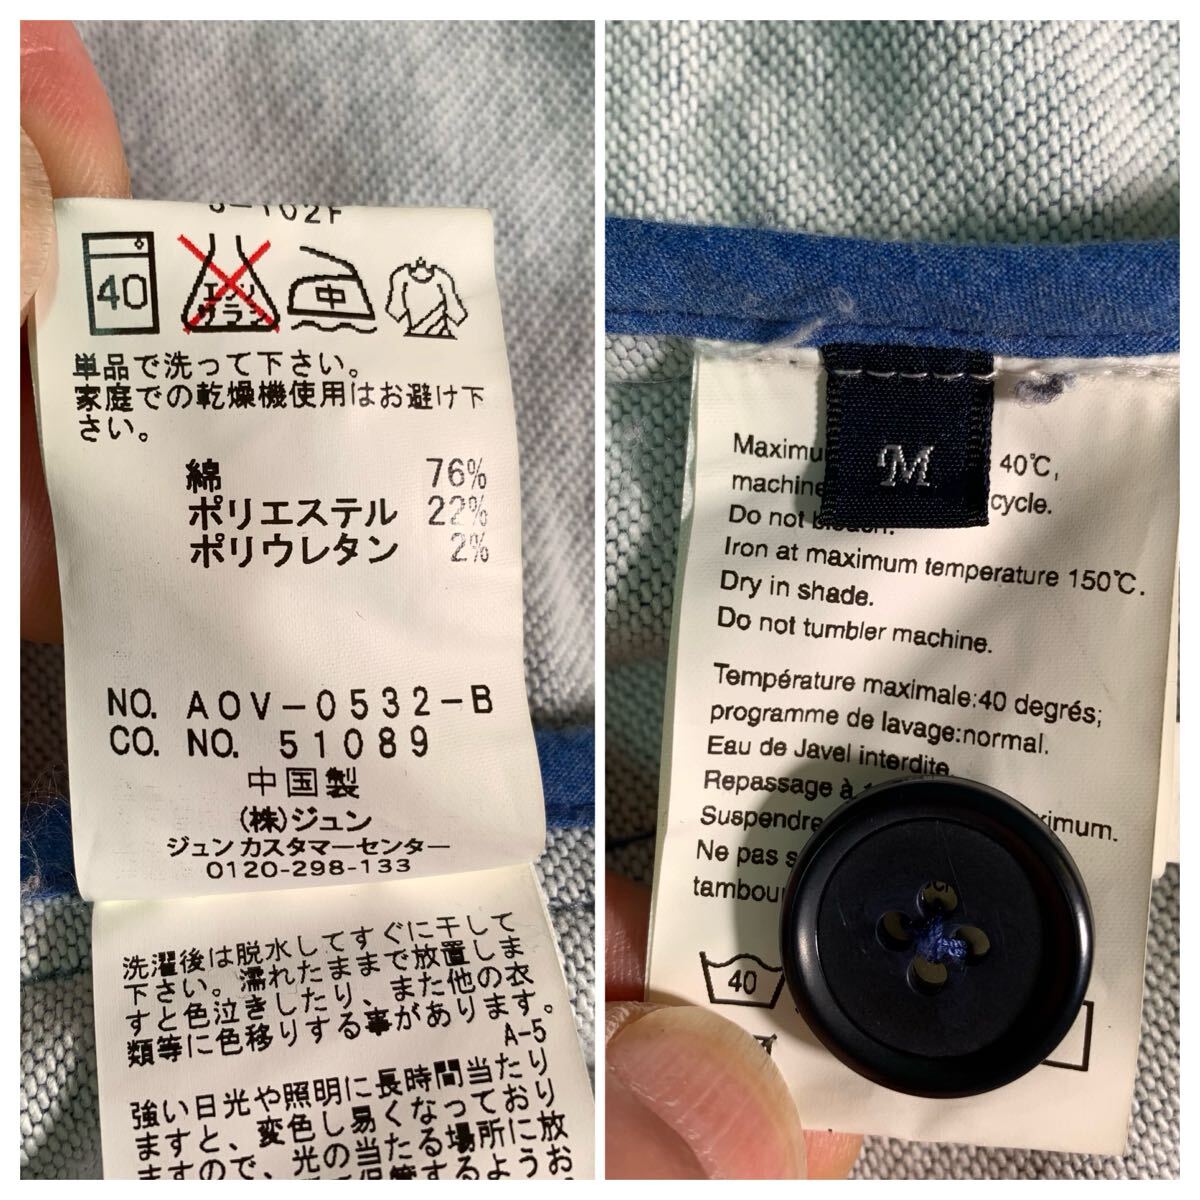 40
エンソ
サラシ
中
単品で洗って下さい。
家庭での乾燥機使用はお避け下
さい。
綿 76%
ポリエステル 22%
ポリウレタン 2%
NO. AOV-0532-B
CO. NO. 51089
中国製
(株)ジュン
ジュン カスタマーセンター
0120-298-133
洗濯後は脱水してすぐに干して
下さい。濡れたままで放置しま
すと色泣きしたり、また他の衣
類等に色移りする事があります。
A-5
強い日光や照明に長時間当たり
ますと、変色し易くなっており
ますので、光の当たる場所に放
M
40℃,
machine cycle.
Do not bleach.
Iron at maximum temperature 150℃.
Dry in shade.
Do not tumbler machine.
Température maximale:40 degrés;
programme de lavage:normal.
Eau de Javel interdite
Repassage à
Suspendre
Ne pas
40